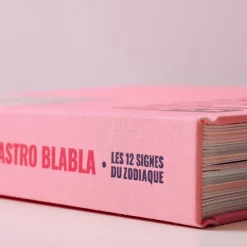 ASTRO BLABLA • LES 12 SIGNES
DU ZODIAQUE